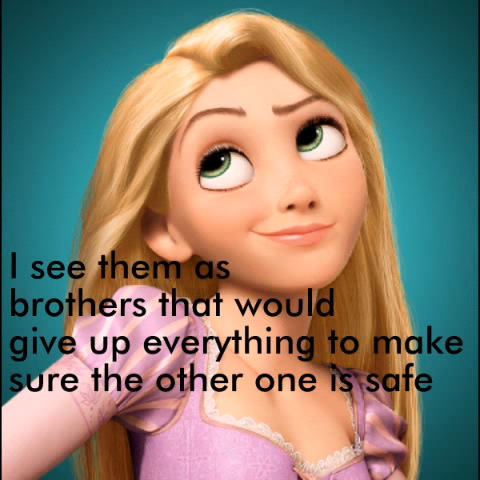 I see them as
brothers that would
give up everything to make
sure the other one is safe